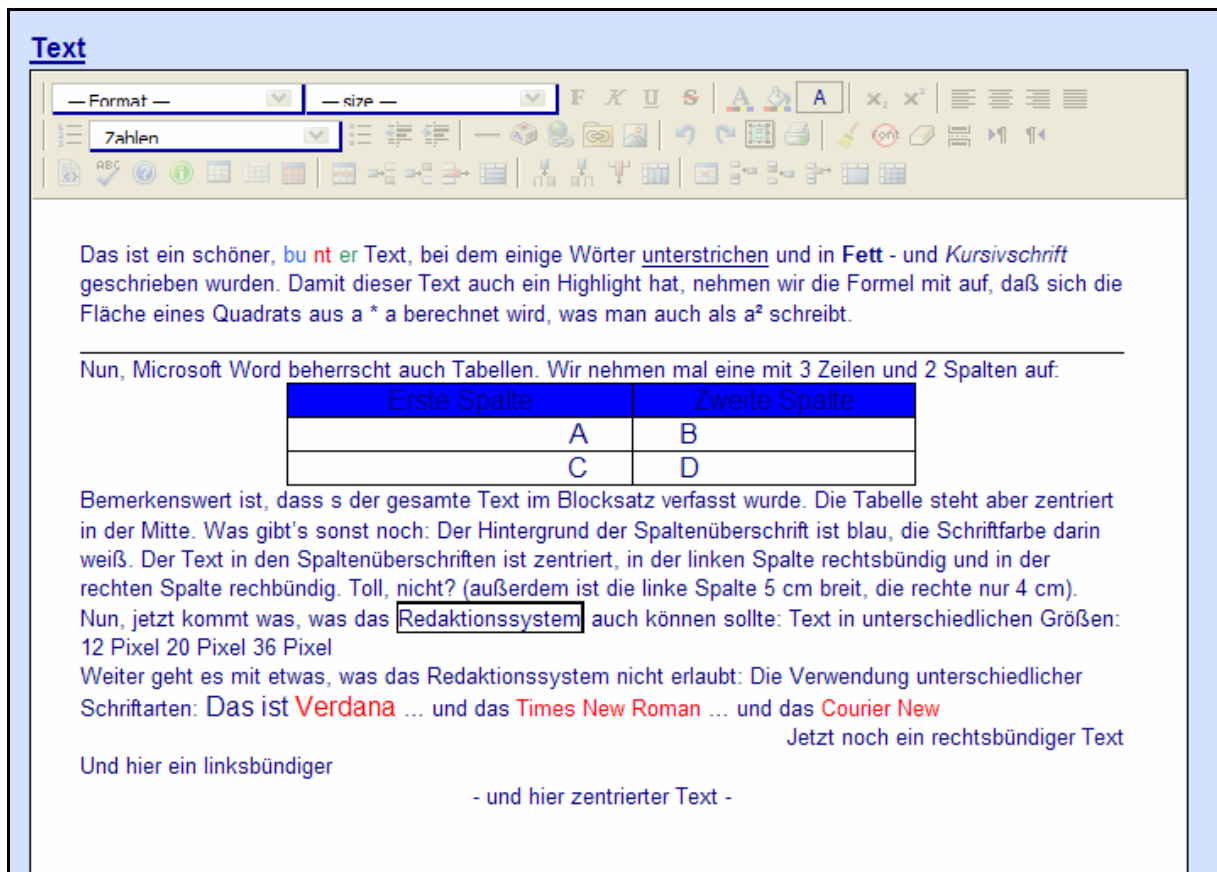 Text
— Format — — size — F K U S A A x₂ x²
Zahlen
ABC
Das ist ein schöner, bu nt er Text, bei dem einige Wörter unterstrichen und in Fett - und Kursivschrift
geschrieben wurden. Damit dieser Text auch ein Highlight hat, nehmen wir die Formel mit auf, daß sich die
Fläche eines Quadrats aus a * a berechnet wird, was man auch als a² schreibt.
Nun, Microsoft Word beherrscht auch Tabellen. Wir nehmen mal eine mit 3 Zeilen und 2 Spalten auf:
Erste Spalte Zweite Spalte
A B
C D
Bemerkenswert ist, dass s der gesamte Text im Blocksatz verfasst wurde. Die Tabelle steht aber zentriert
in der Mitte. Was gibt's sonst noch: Der Hintergrund der Spaltenüberschrift ist blau, die Schriftfarbe darin
weiß. Der Text in den Spaltenüberschriften ist zentriert, in der linken Spalte rechtsbündig und in der
rechten Spalte rechbündig. Toll, nicht? (außerdem ist die linke Spalte 5 cm breit, die rechte nur 4 cm).
Nun, jetzt kommt was, was das Redaktionssystem auch können sollte: Text in unterschiedlichen Größen:
12 Pixel 20 Pixel 36 Pixel
Weiter geht es mit etwas, was das Redaktionssystem nicht erlaubt: Die Verwendung unterschiedlicher
Schriftarten: Das ist Verdana ... und das Times New Roman ... und das Courier New
Jetzt noch ein rechtsbündiger Text
Und hier ein linksbündiger
- und hier zentrierter Text -